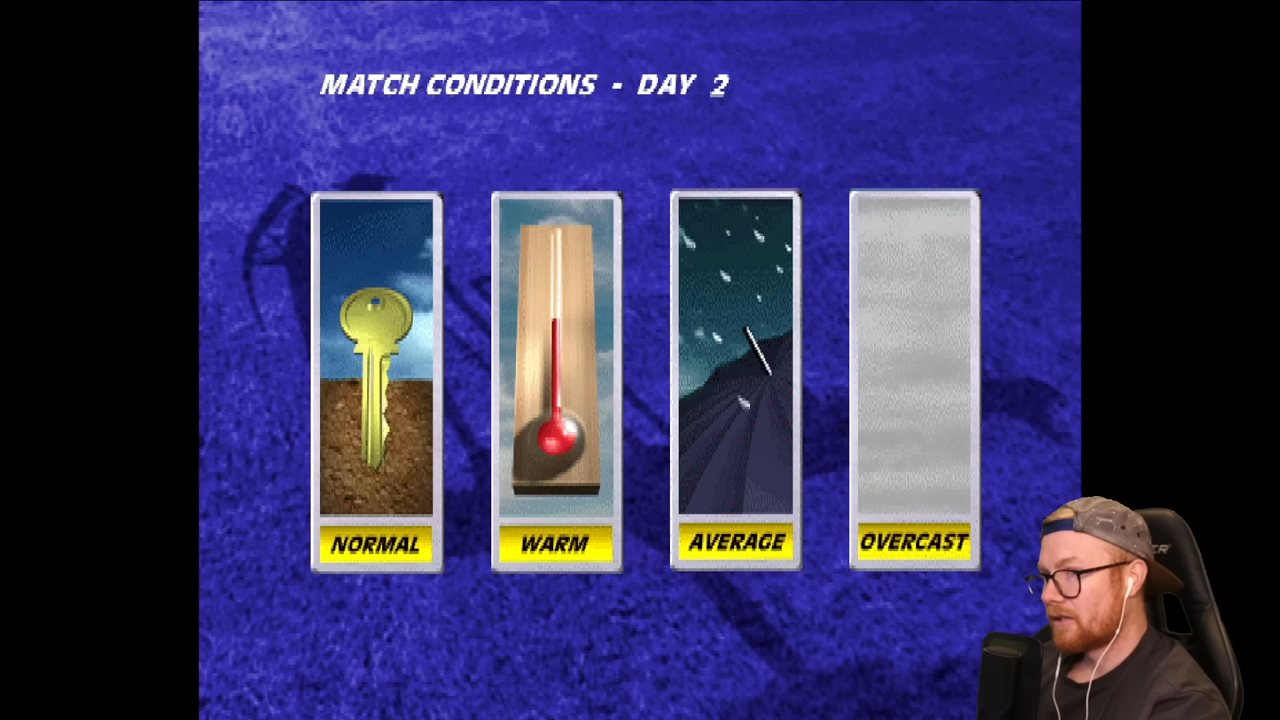 MATCH CONDITIONS - DAY 2
NORMAL
WARM
AVERAGE
OVERCAST